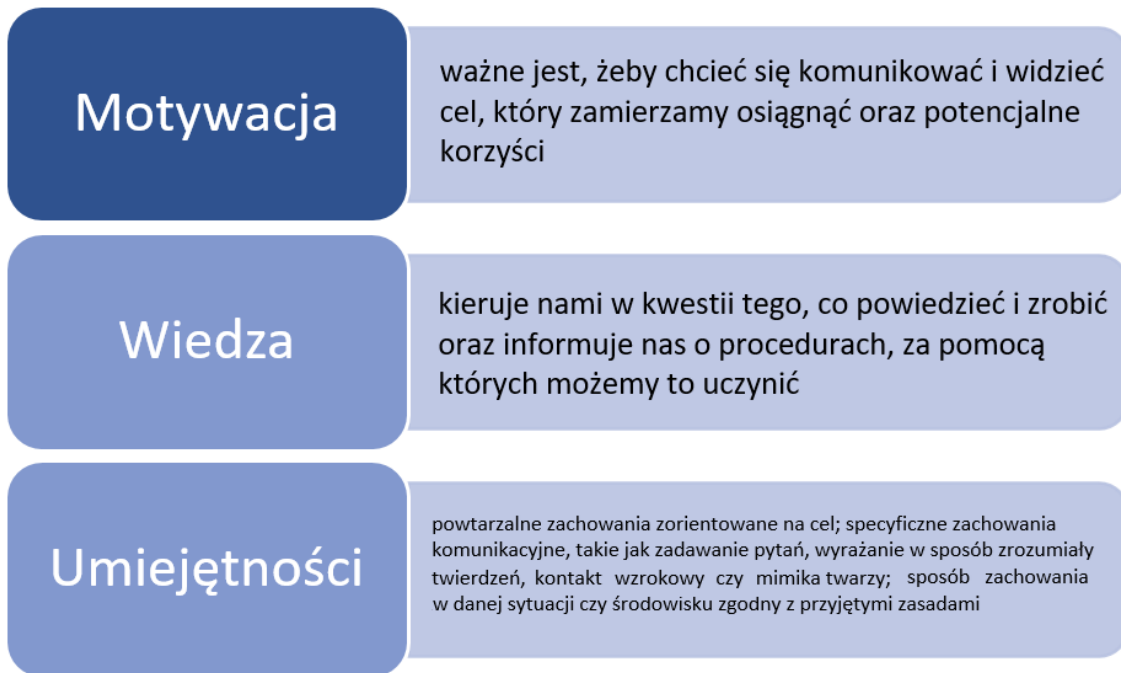 Motywacja
ważne jest, żeby chcieć się komunikować i widzieć
cel, który zamierzamy osiągnąć oraz potencjalne
korzyści
Wiedza
kieruje nami w kwestii tego, co powiedzieć i zrobić
oraz informuje nas o procedurach, za pomocą
których możemy to uczynić
Umiejętności
powtarzalne zachowania zorientowane na cel; specyficzne zachowania
komunikacyjne, takie jak zadawanie pytań, wyrażanie w sposób zrozumiały
twierdzeń, kontakt wzrokowy czy mimika twarzy; sposób zachowania
w danej sytuacji czy środowisku zgodny z przyjętymi zasadami